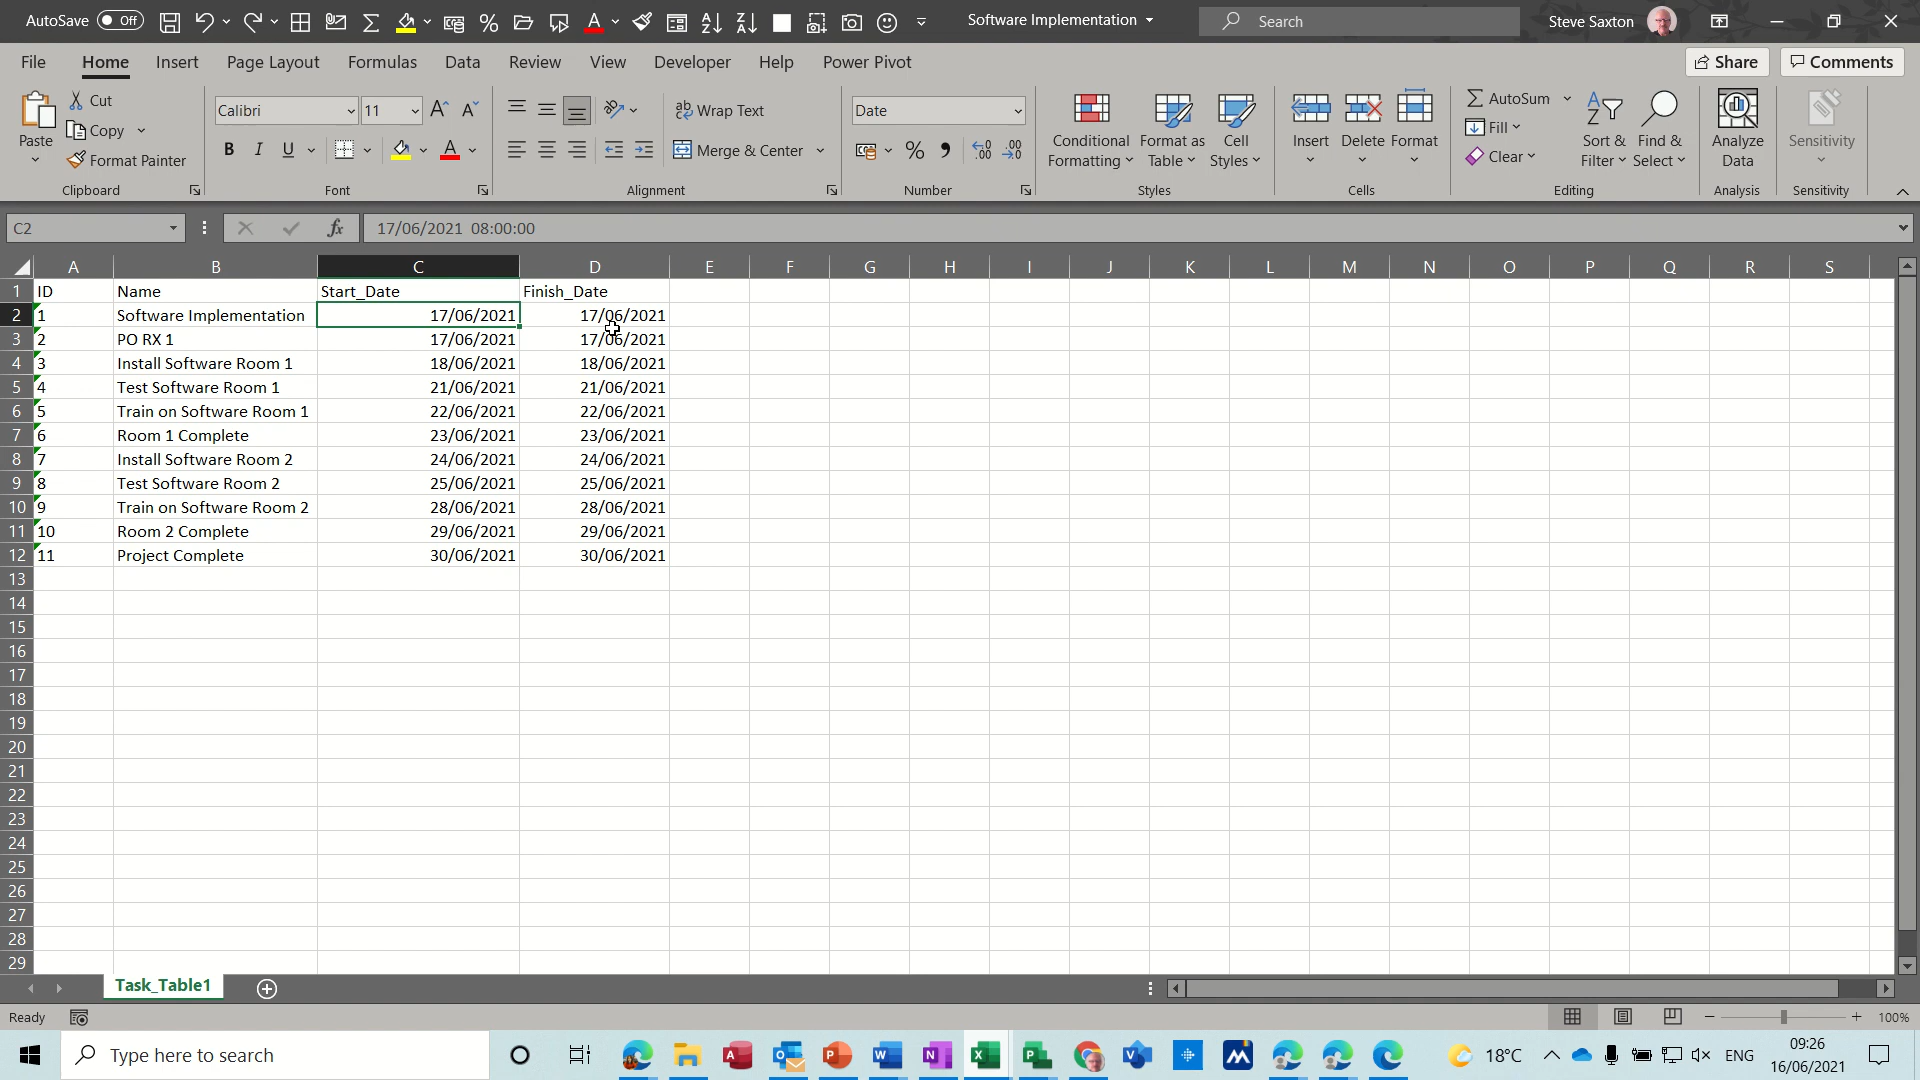 AutoSave Off Software Implementation Search Steve Saxton
File Home Insert Page Layout Formulas Data Review View Developer Help Power Pivot Share Comments
Paste
Cut
Copy
Format Painter
Clipboard
Calibri 11
B I U A
Font
Wrap Text
Merge & Center
Alignment
Date
Number
Conditional Formatting
Format as Table
Cell Styles
Styles
Insert Delete Format
Cells
AutoSum
Fill
Clear
Sort & Filter
Find & Select
Editing
Analyze Data
Analysis
Sensitivity
Sensitivity
C2 fx 17/06/2021 08:00:00
A B C D E F G H I J K L M N O P Q R S
1 ID Name Start_Date Finish_Date
2 1 Software Implementation 17/06/2021 17/06/2021
3 2 PO RX 1 17/06/2021 17/06/2021
4 3 Install Software Room 1 18/06/2021 18/06/2021
5 4 Test Software Room 1 21/06/2021 21/06/2021
6 5 Train on Software Room 1 22/06/2021 22/06/2021
7 6 Room 1 Complete 23/06/2021 23/06/2021
8 7 Install Software Room 2 24/06/2021 24/06/2021
9 8 Test Software Room 2 25/06/2021 25/06/2021
10 9 Train on Software Room 2 28/06/2021 28/06/2021
11 10 Room 2 Complete 29/06/2021 29/06/2021
12 11 Project Complete 30/06/2021 30/06/2021
13
14
15
16
17
18
19
20
21
22
23
24
25
26
27
28
29
Task_Table1
Ready 100%
Type here to search 18°C ENG 09:26
16/06/2021